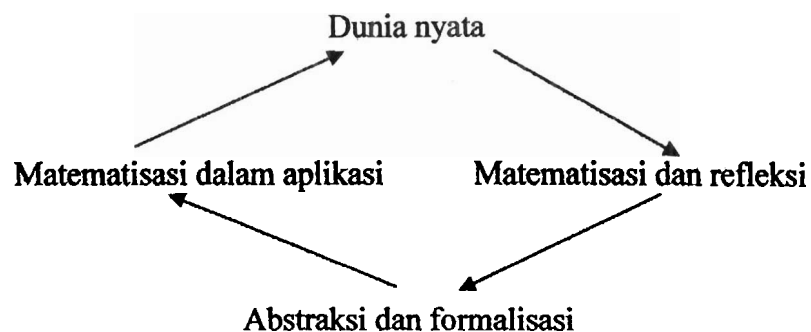 Dunia nyata
Matematisasi dalam aplikasi
Matematisasi dan refleksi
Abstraksi dan formalisasi